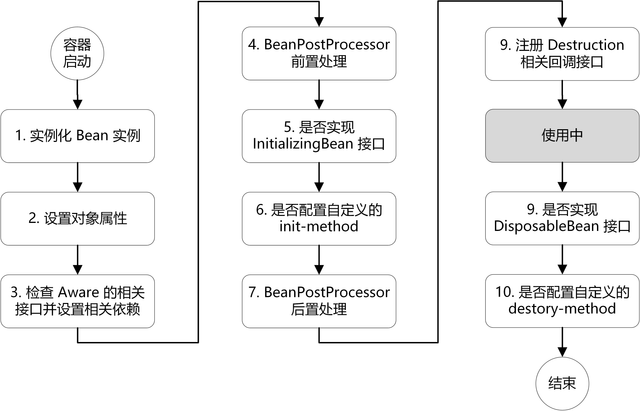 容器
启动
1. 实例化 Bean 实例
2. 设置对象属性
3. 检查 Aware 的相关
接口并设置相关依赖
4. BeanPostProcessor
前置处理
5. 是否实现
InitializingBean 接口
6. 是否配置自定义的
init-method
7. BeanPostProcessor
后置处理
9. 注册 Destruction
相关回调接口
使用中
9. 是否实现
DisposableBean 接口
10. 是否配置自定义的
destory-method
结束